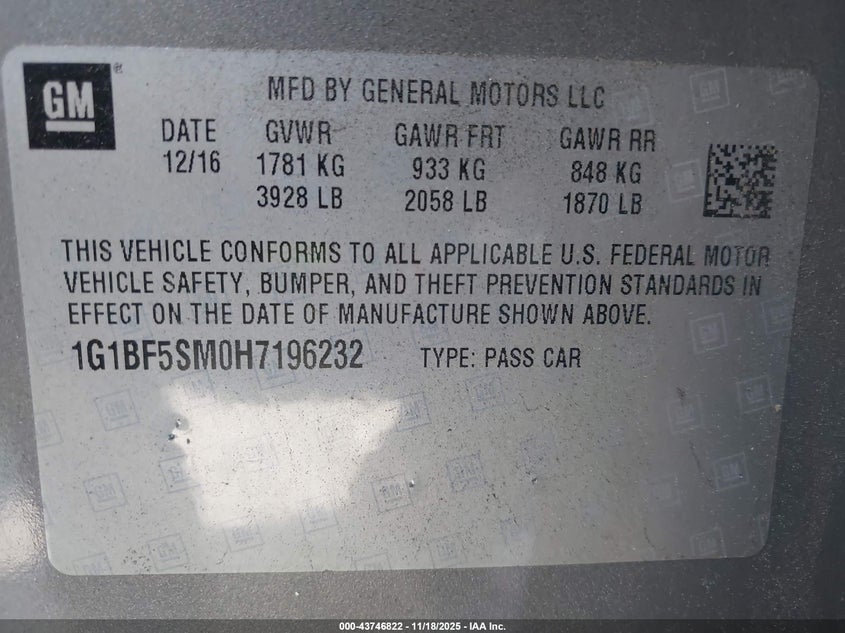 GM®
MFD BY GENERAL MOTORS LLC
DATE GVWR GAWR FRT GAWR RR
12/16 1781 KG 933 KG 848 KG
3928 LB 2058 LB 1870 LB
THIS VEHICLE CONFORMS TO ALL APPLICABLE U.S. FEDERAL MOTOR
VEHICLE SAFETY, BUMPER, AND THEFT PREVENTION STANDARDS IN
EFFECT ON THE DATE OF MANUFACTURE SHOWN ABOVE.
1G1BF5SM0H7196232 TYPE: PASS CAR
000-43746822 - 11/18/2025 - IAA Inc.